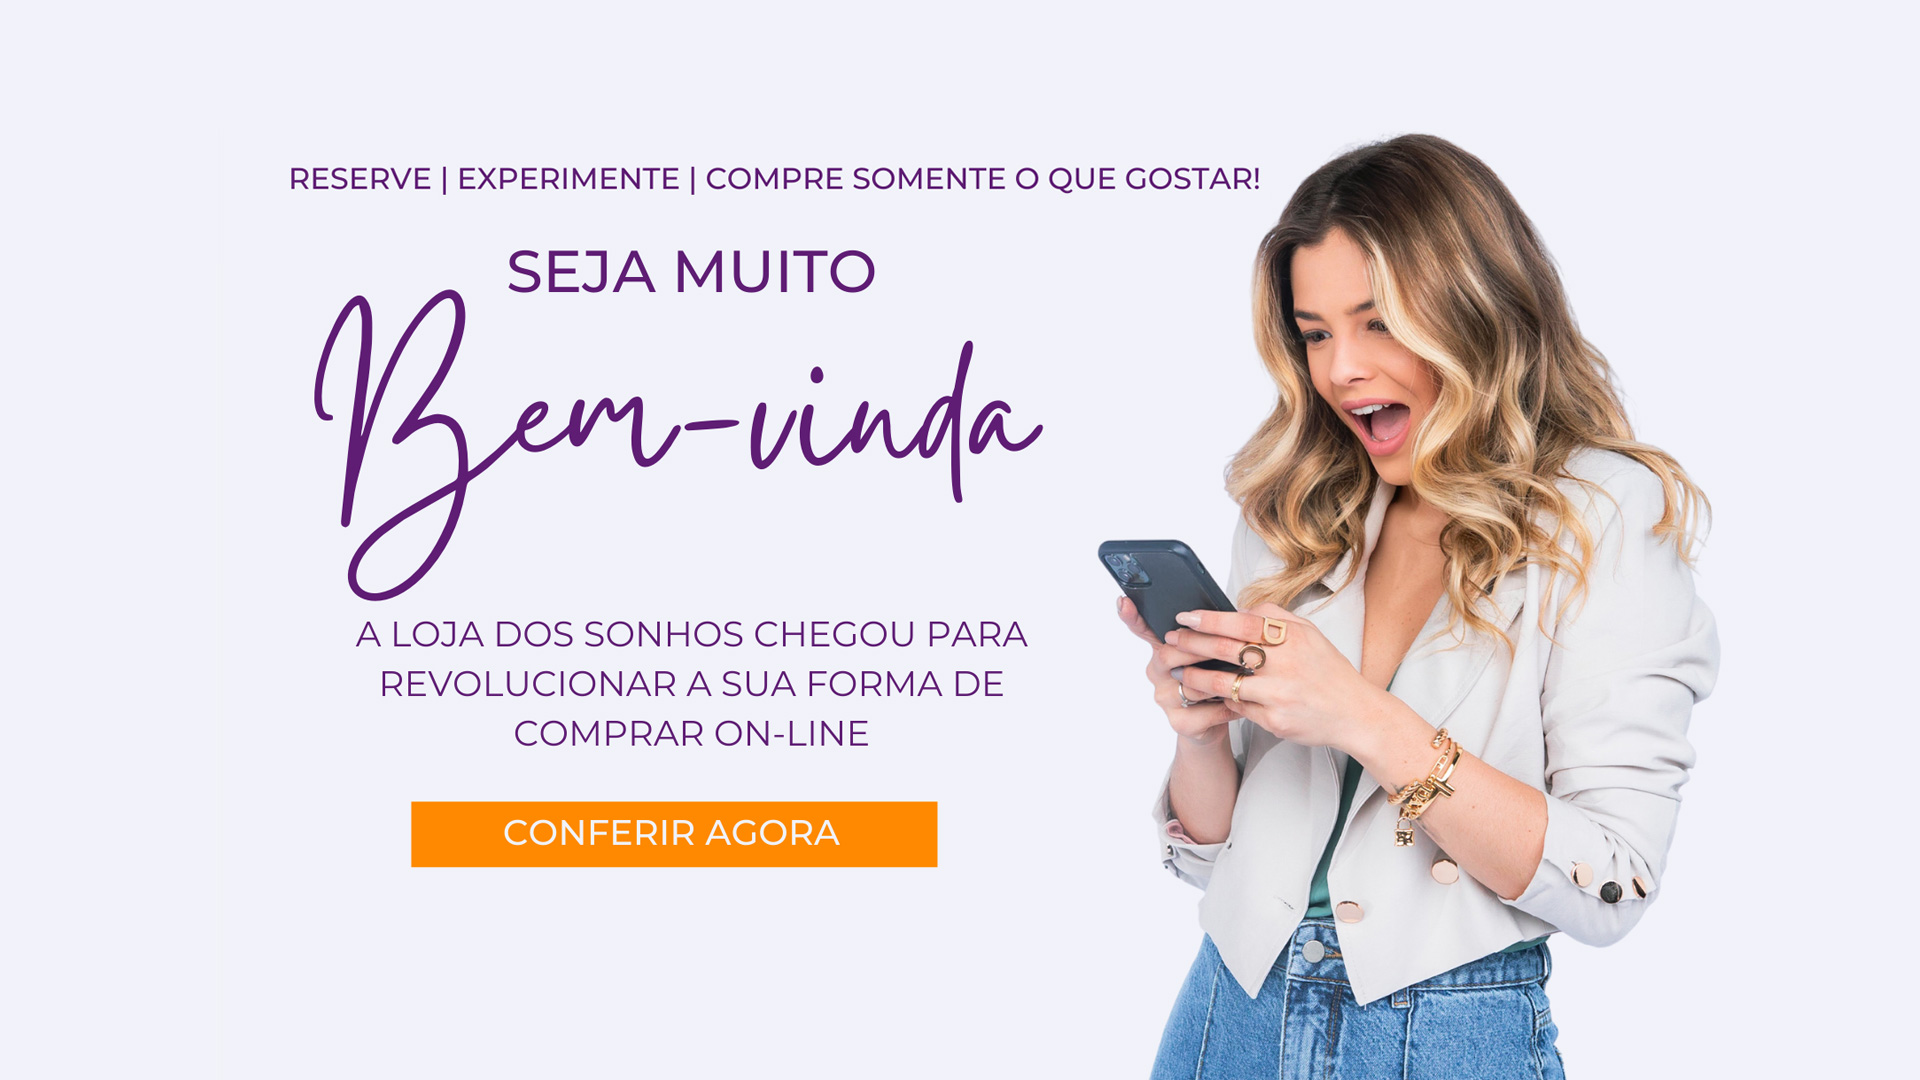 RESERVE | EXPERIMENTE | COMPRE SOMENTE O QUE GOSTAR!
SEJA MUITO
Bem-vinda
A LOJA DOS SONHOS CHEGOU PARA
REVOLUCIONAR A SUA FORMA DE
COMPRAR ON-LINE
CONFERIR AGORA